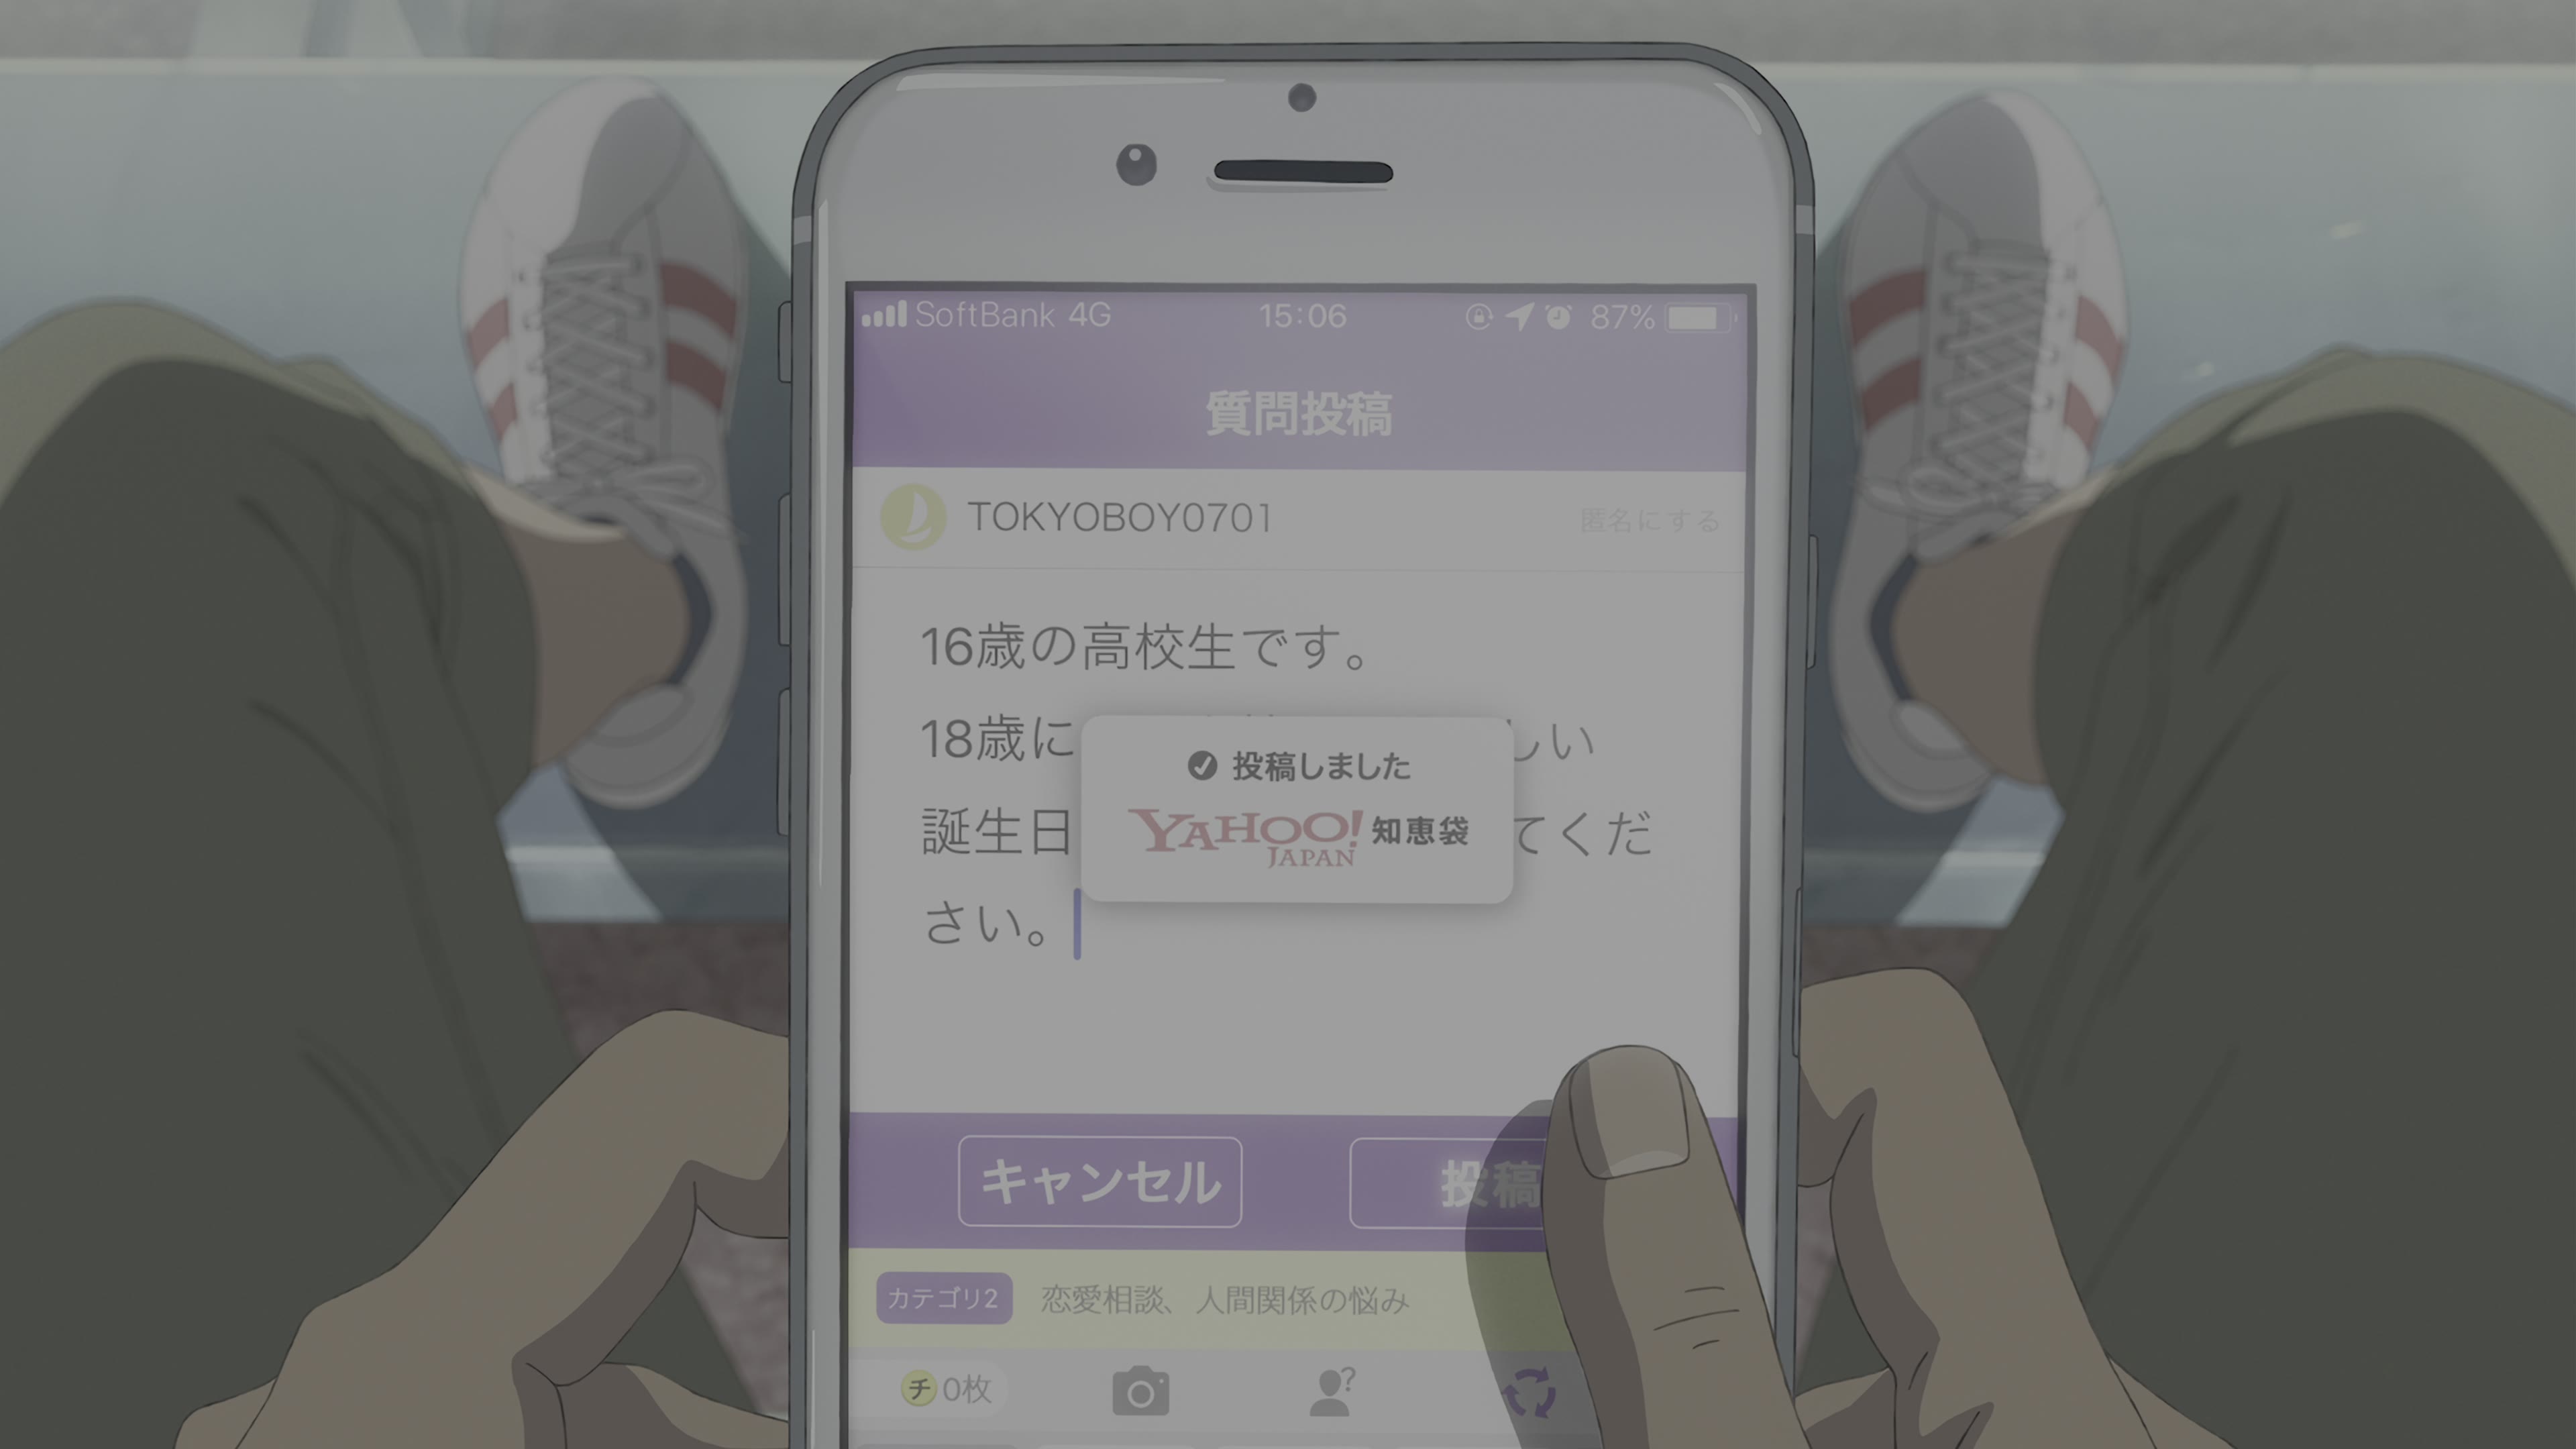 SoftBank 4G 15:06 87%
質問投稿
TOKYOBOY0701 匿名にする
16歳の高校生です。
18歳に しい
✓ 投稿しました
誕生日 てくだ
YAHOO! 知恵袋
JAPAN
さい。
キャンセル 投稿
カテゴリ2 恋愛相談、人間関係の悩み
チ 0枚